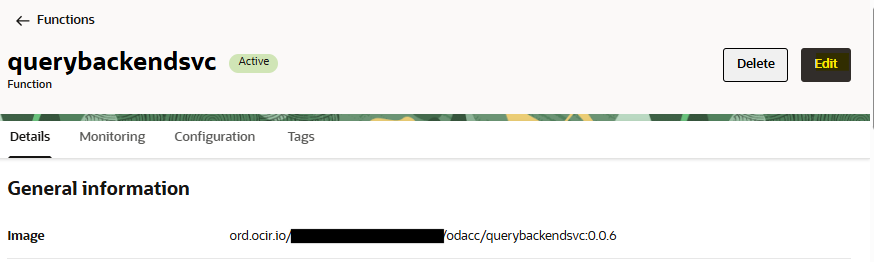 ← Functions
querybackendsvc Active
Function
Delete Edit
Details Monitoring Configuration Tags
General information
Image ord.ocir.io/ /odacc/querybackendsvc:0.0.6